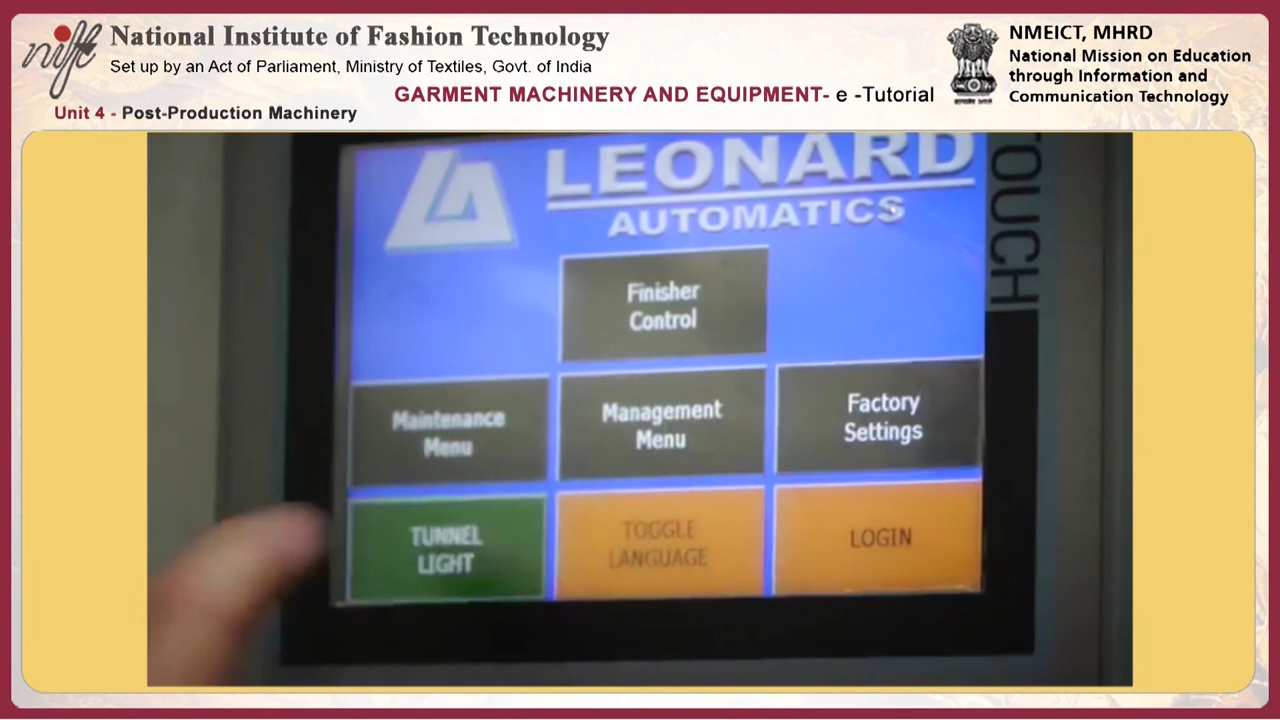 nift
National Institute of Fashion Technology
Set up by an Act of Parliament, Ministry of Textiles, Govt. of India
GARMENT MACHINERY AND EQUIPMENT- e -Tutorial
Unit 4 - Post-Production Machinery
NMEICT, MHRD
National Mission on Education
through Information and
Communication Technology
LEONARD
AUTOMATICS
TOUCH
Finisher
Control
Maintenance
Menu
Management
Menu
Factory
Settings
TUNNEL
LIGHT
TOGGLE
LANGUAGE
LOGIN